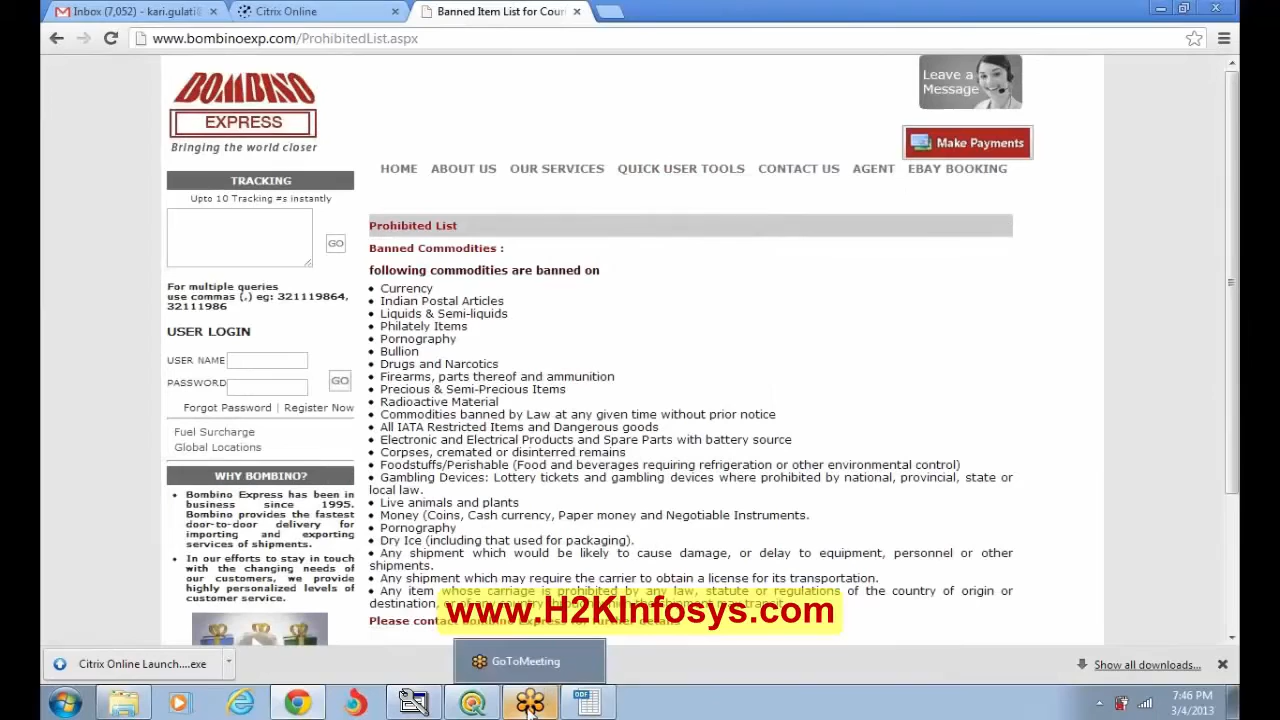 Inbox (7,052) - kari.gulati
Citrix Online
Banned Item List for Cour
www.bombinoexp.com/ProhibitedList.aspx
BOMBINO
EXPRESS
Bringing the world closer
Leave a
Message
Make Payments
HOME ABOUT US OUR SERVICES QUICK USER TOOLS CONTACT US AGENT EBAY BOOKING
TRACKING
Upto 10 Tracking =s instantly
GO
For multiple queries
use commas (,) eg: 321119864,
32111986
USER LOGIN
USER NAME
PASSWORD
GO
Forgot Password | Register Now
Fuel Surcharge
Global Locations
WHY BOMBINO?
• Bombino Express has been in
business since 1995.
Bombino provides the fastest
door-to-door delivery for
importing and exporting
services of shipments.
• In our efforts to stay in touch
with the changing needs of
our customers, we provide
highly personalized levels of
customer service.
Prohibited List
Banned Commodities :
following commodities are banned on
• Currency
• Indian Postal Articles
• Liquids & Semi-liquids
• Philately Items
• Pornography
• Bullion
• Drugs and Narcotics
• Firearms, parts thereof and ammunition
• Precious & Semi-Precious Items
• Radioactive Material
• Commodities banned by Law at any given time without prior notice
• All IATA Restricted Items and Dangerous goods
• Electronic and Electrical Products and Spare Parts with battery source
• Corpses, cremated or disinterred remains
• Foodstuffs/Perishable (Food and beverages requiring refrigeration or other environmental control)
• Gambling Devices: Lottery tickets and gambling devices where prohibited by national, provincial, state or
local law.
• Live animals and plants
• Money (Coins, Cash currency, Paper money and Negotiable Instruments.
• Pornography
• Dry Ice (including that used for packaging).
• Any shipment which would be likely to cause damage, or delay to equipment, personnel or other
shipments.
• Any shipment which may require the carrier to obtain a license for its transportation.
• Any item whose carriage is prohibited by any law, statute or regulations of the country of origin or
destination,
Please contact Bombino Express for further details
www.H2KInfosys.com
GoToMeeting
Citrix Online Launch....exe
Show all downloads...
7:46 PM
3/4/2013